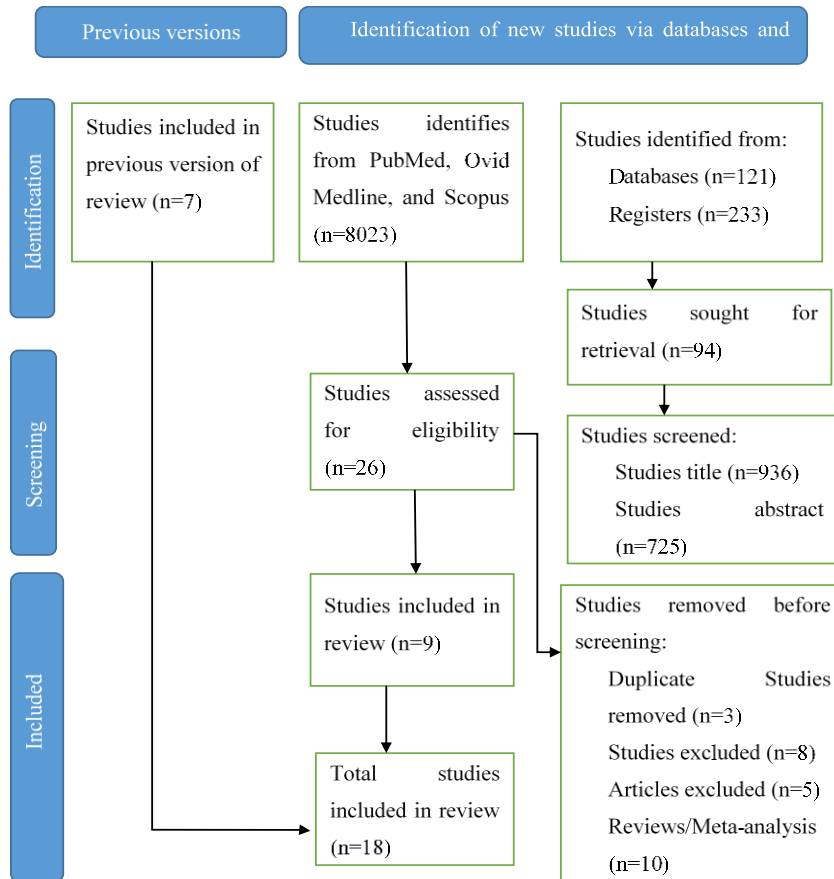 Previous versions
Identification of new studies via databases and
Identification
Studies included in
previous version of
review (n=7)
Studies identifies
from PubMed, Ovid
Medline, and Scopus
(n=8023)
Studies identified from:
Databases (n=121)
Registers (n=233)
Studies sought for
retrieval (n=94)
Screening
Studies assessed
for eligibility
(n=26)
Studies screened:
Studies title (n=936)
Studies abstract
(n=725)
Included
Studies included in
review (n=9)
Studies removed before
screening:
Duplicate Studies
removed (n=3)
Studies excluded (n=8)
Articles excluded (n=5)
Reviews/Meta-analysis
(n=10)
Total studies
included in review
(n=18)